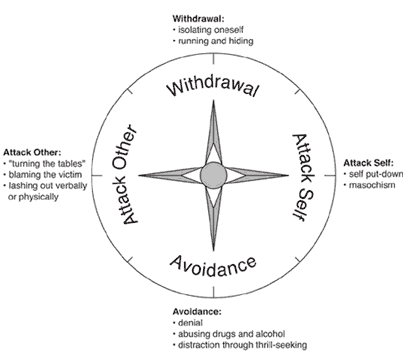 Withdrawal:
• isolating oneself
• running and hiding
Withdrawal
Attack Other:
• "turning the tables"
• blaming the victim
• lashing out verbally
or physically
Attack Other
Attack Self
Attack Self:
• self put-down
• masochism
Avoidance
Avoidance:
• denial
• abusing drugs and alcohol
• distraction through thrill-seeking